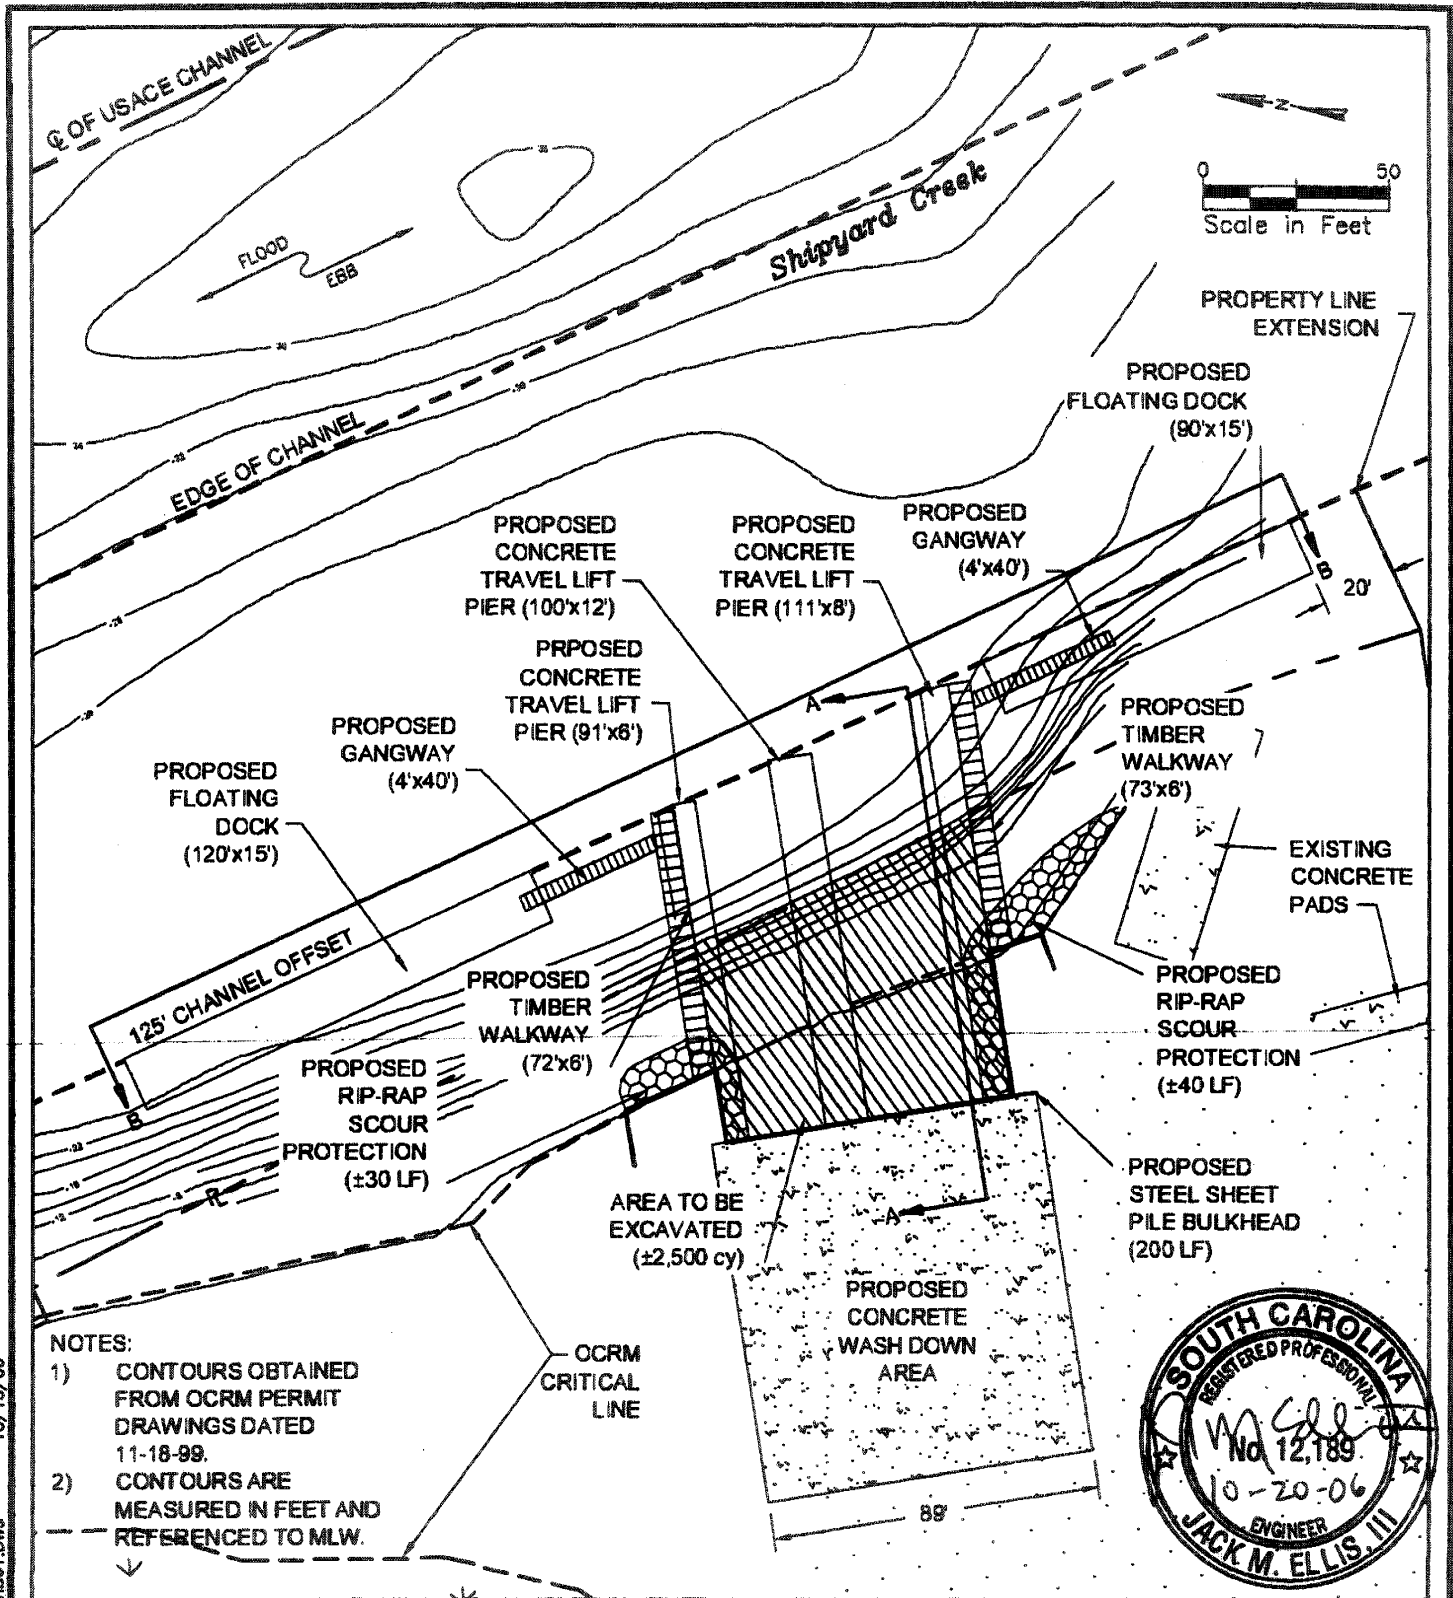 ℄ OF USACE CHANNEL
N
0 50
Scale in Feet
FLOOD
EBB
Shipyard Creek
PROPERTY LINE
EXTENSION
PROPOSED
FLOATING DOCK
(90'x15')
EDGE OF CHANNEL
PROPOSED
CONCRETE
TRAVEL LIFT
PIER (100'x12')
PROPOSED
CONCRETE
TRAVEL LIFT
PIER (111'x8')
PROPOSED
GANGWAY
(4'x40')
B
20'
PRPOSED
CONCRETE
TRAVEL LIFT
PIER (91'x6')
A
PROPOSED
GANGWAY
(4'x40')
PROPOSED
TIMBER
WALKWAY
(73'x6')
PROPOSED
FLOATING
DOCK
(120'x15')
EXISTING
CONCRETE
PADS
125' CHANNEL OFFSET
PROPOSED
TIMBER
WALKWAY
(72'x6')
PROPOSED
RIP-RAP
SCOUR
PROTECTION
(±40 LF)
PROPOSED
RIP-RAP
SCOUR
PROTECTION
(±30 LF)
B
PROPOSED
STEEL SHEET
PILE BULKHEAD
(200 LF)
AREA TO BE
EXCAVATED
(±2,500 cy)
A
PROPOSED
CONCRETE
WASH DOWN
AREA
89'
OCRM
CRITICAL
LINE
NOTES:
1) CONTOURS OBTAINED
FROM OCRM PERMIT
DRAWINGS DATED
11-18-99.
2) CONTOURS ARE
MEASURED IN FEET AND
REFERENCED TO MLW.
SOUTH CAROLINA
REGISTERED PROFESSIONAL
No. 12,189
10-20-06
ENGINEER
JACK M. ELLIS, III